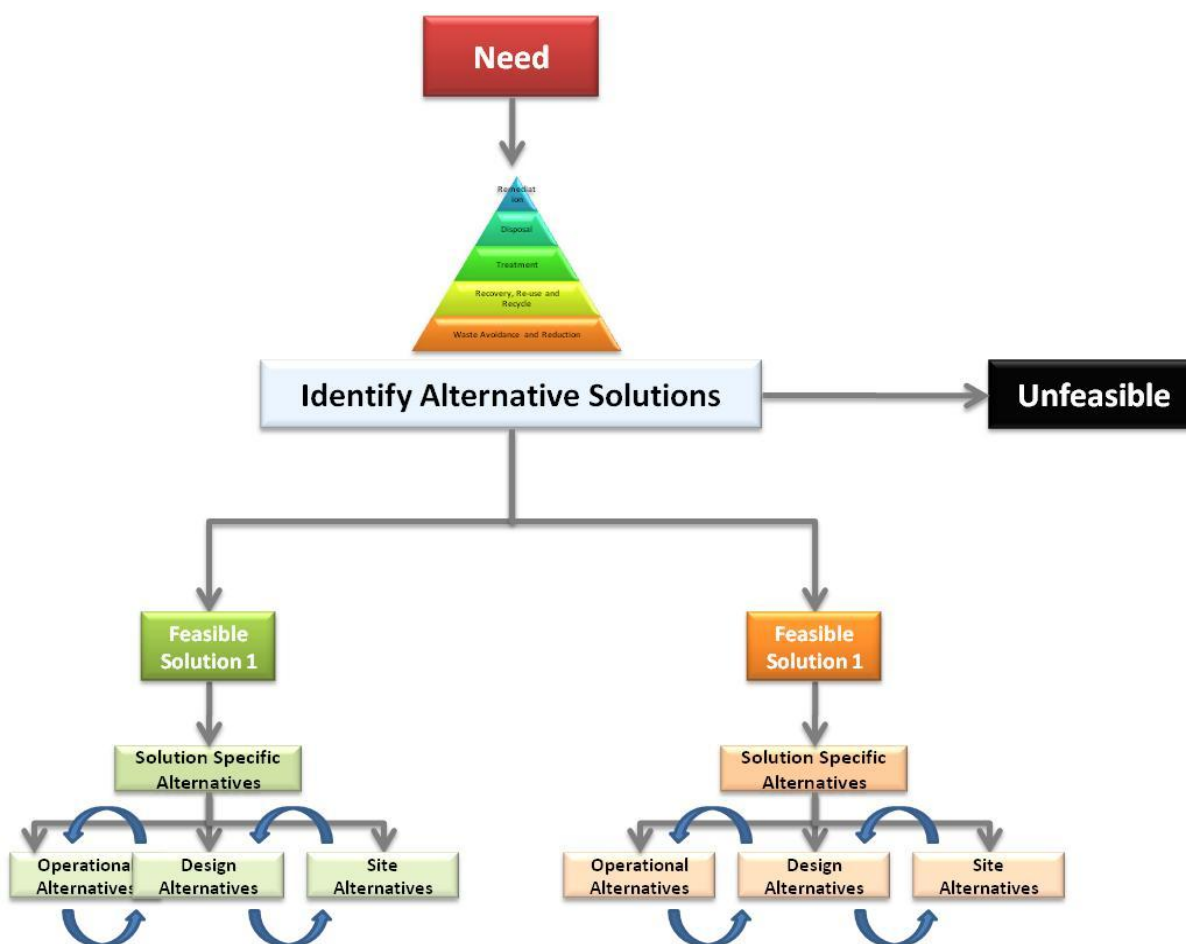 Need
Remediat
ion
Disposal
Treatment
Recovery, Re-use and
Recycle
Waste Avoidance and Reduction
Identify Alternative Solutions
Unfeasible
Feasible
Solution 1
Feasible
Solution 1
Solution Specific
Alternatives
Solution Specific
Alternatives
Operational
Alternatives
Design
Alternatives
Site
Alternatives
Operational
Alternatives
Design
Alternatives
Site
Alternatives